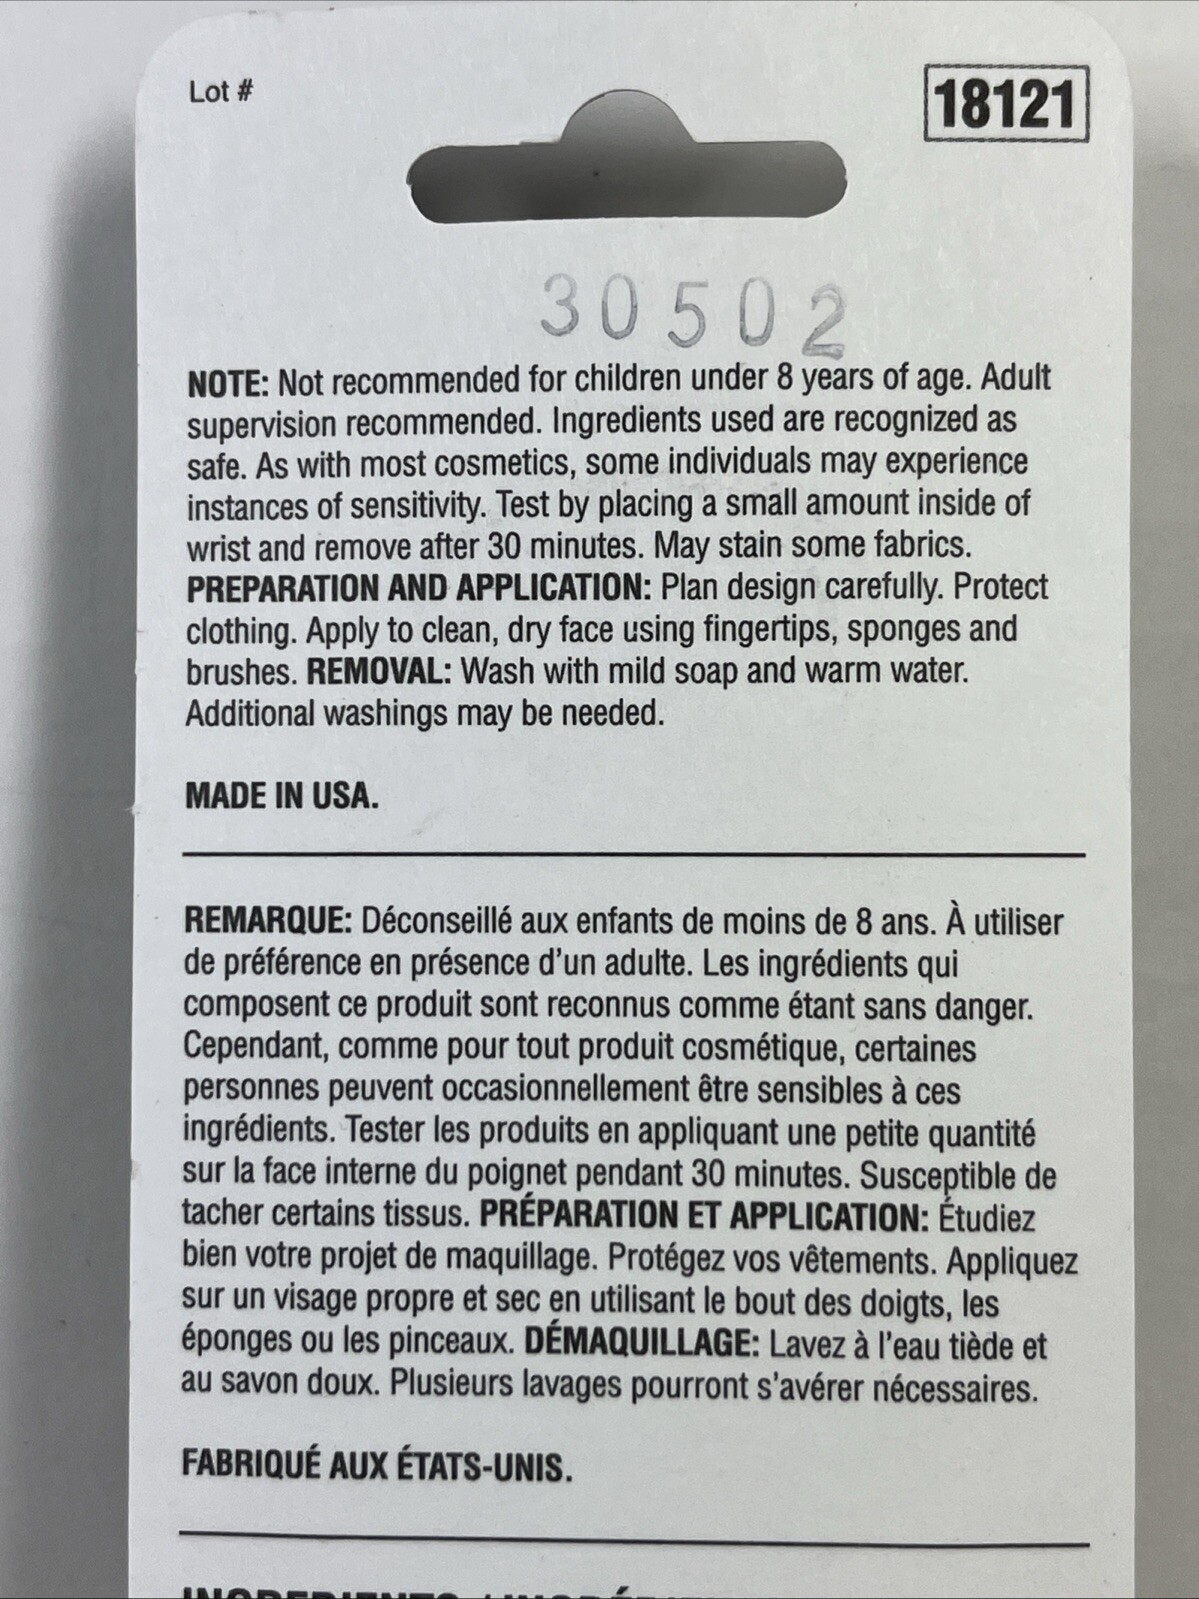 Lot #
18121
30502
NOTE: Not recommended for children under 8 years of age. Adult
supervision recommended. Ingredients used are recognized as
safe. As with most cosmetics, some individuals may experience
instances of sensitivity. Test by placing a small amount inside of
wrist and remove after 30 minutes. May stain some fabrics.
PREPARATION AND APPLICATION: Plan design carefully. Protect
clothing. Apply to clean, dry face using fingertips, sponges and
brushes. REMOVAL: Wash with mild soap and warm water.
Additional washings may be needed.
MADE IN USA.
REMARQUE: Déconseillé aux enfants de moins de 8 ans. À utiliser
de préférence en présence d'un adulte. Les ingrédients qui
composent ce produit sont reconnus comme étant sans danger.
Cependant, comme pour tout produit cosmétique, certaines
personnes peuvent occasionnellement être sensibles à ces
ingrédients. Tester les produits en appliquant une petite quantité
sur la face interne du poignet pendant 30 minutes. Susceptible de
tacher certains tissus. PRÉPARATION ET APPLICATION: Étudiez
bien votre projet de maquillage. Protégez vos vêtements. Appliquez
sur un visage propre et sec en utilisant le bout des doigts, les
éponges ou les pinceaux. DÉMAQUILLAGE: Lavez à l'eau tiède et
au savon doux. Plusieurs lavages pourront s'avérer nécessaires.
FABRIQUÉ AUX ÉTATS-UNIS.